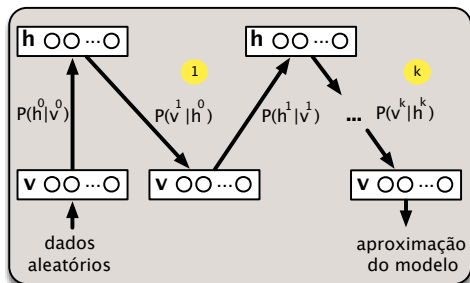 h ...
h ...
1
k
P(h⁰|v⁰)
P(v¹|h⁰)
P(h¹|v¹)
...
P(vᵏ|hᵏ)
v ...
v ...
v ...
dados
aleatórios
aproximação
do modelo